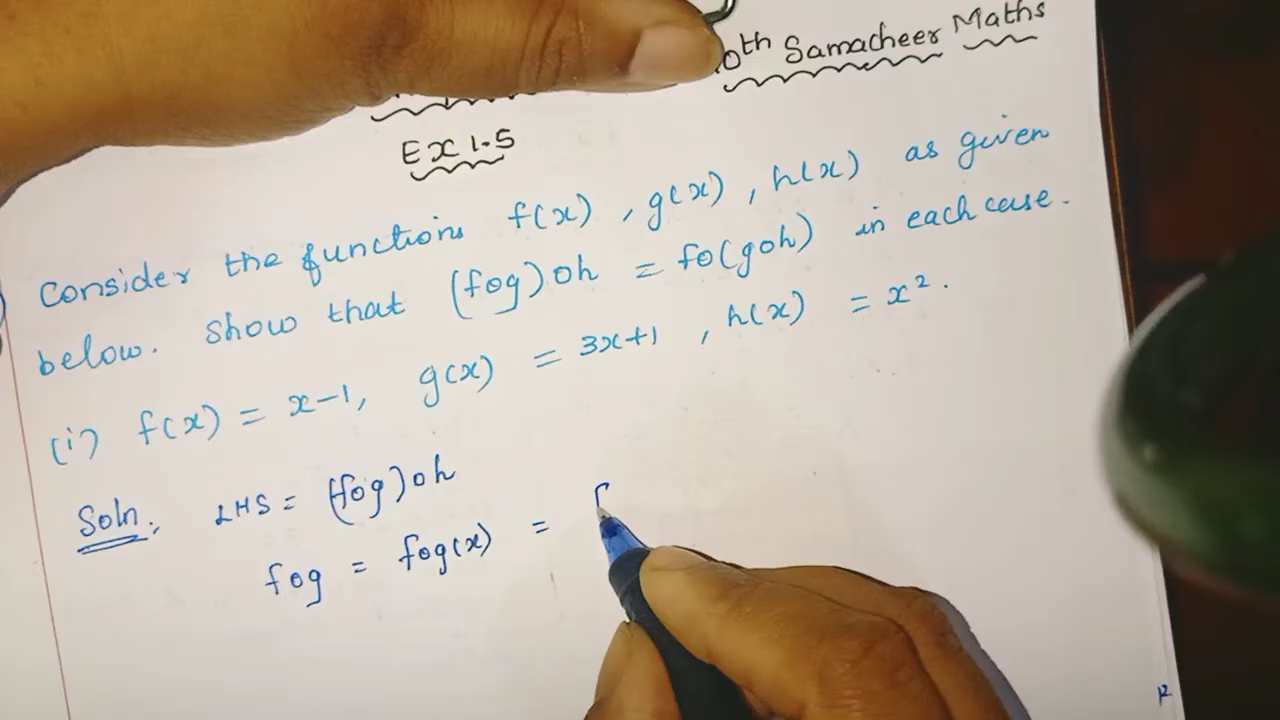 10th Samacheer Maths
Ex 1.5
Consider the functions f(x), g(x), h(x) as given
below. Show that (fog)oh = fo(goh) in each case.
(i) f(x) = x-1, g(x) = 3x+1, h(x) = x².
Soln: LHS = (fog)oh
fog = fog(x) = f